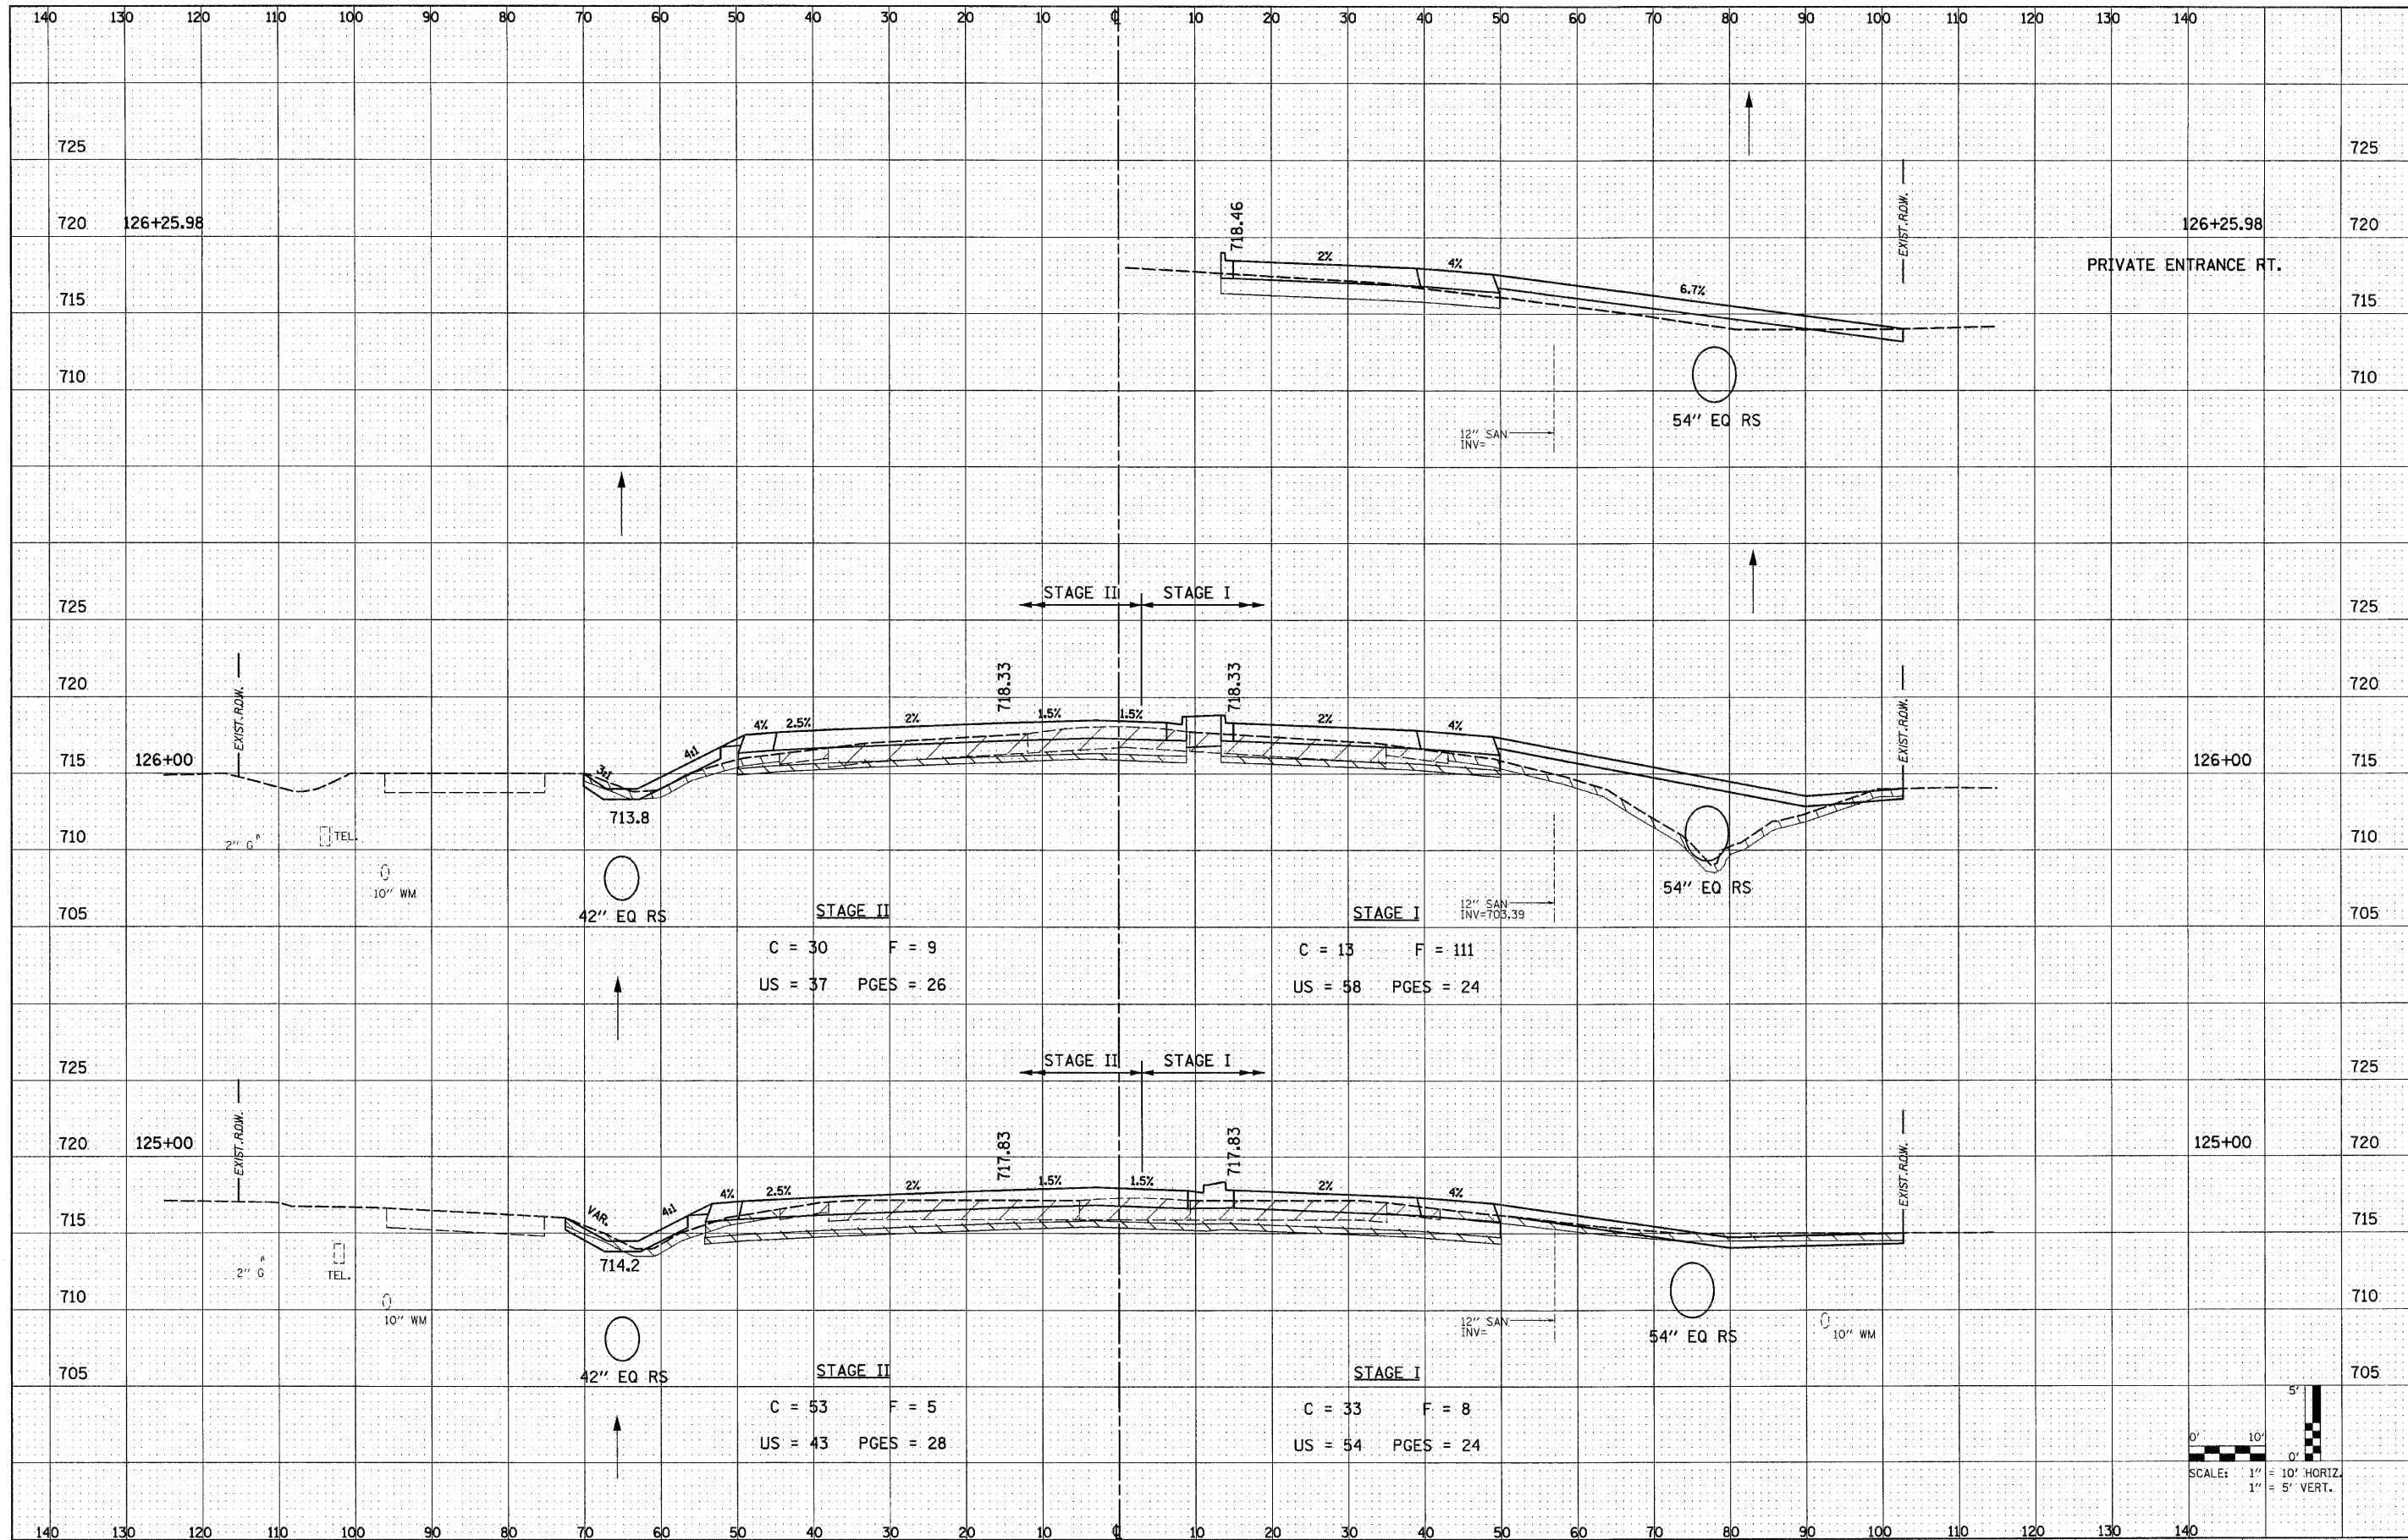 140 130 120 110 100 90 80 70 60 50 40 30 20 10 ℄ 10 20 30 40 50 60 70 80 90 100 110 120 130 140
725 725
718.46
EXIST. R.O.W.
720 126+25.98 126+25.98 720
2% 4% PRIVATE ENTRANCE RT.
6.7%
715 715
710 710
54" EQ RS
12" SAN
INV=
STAGE II STAGE I
725 725
718.33 718.33
EXIST. R.O.W. EXIST. R.O.W.
720 720
4% 2.5% 2% 1.5% 1.5% 2% 4%
3:1 4:1
715 126+00 126+00 715
713.8
2" G TEL.
710 710
10" WM
42" EQ RS 54" EQ RS
12" SAN
INV=703.39
705 705
STAGE II STAGE I
C = 30 F = 9 C = 13 F = 111
US = 37 PGES = 26 US = 58 PGES = 24
STAGE II STAGE I
725 725
717.83 717.83
EXIST. R.O.W. EXIST. R.O.W.
720 125+00 125+00 720
4% 2.5% 2% 1.5% 1.5% 2% 4%
VAR. 4:1
715 715
714.2
2" G TEL.
710 710
10" WM 10" WM
12" SAN
INV=
42" EQ RS 54" EQ RS
705 705
STAGE II STAGE I
C = 53 F = 5 C = 33 F = 8
US = 43 PGES = 28 US = 54 PGES = 24
5'
0' 10' 0'
SCALE: 1" = 10' HORIZ.
1" = 5' VERT.
140 130 120 110 100 90 80 70 60 50 40 30 20 10 ℄ 10 20 30 40 50 60 70 80 90 100 110 120 130 140